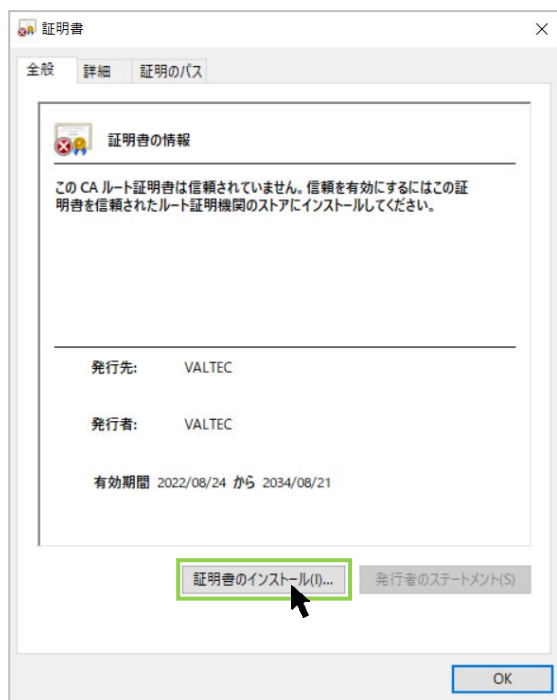 証明書
全般 詳細 証明のパス
証明書の情報
この CA ルート証明書は信頼されていません。信頼を有効にするにはこの証
明書を信頼されたルート証明機関のストアにインストールしてください。
発行先: VALTEC
発行者: VALTEC
有効期間 2022/08/24 から 2034/08/21
証明書のインストール(I)... 発行者のステートメント(S)
OK